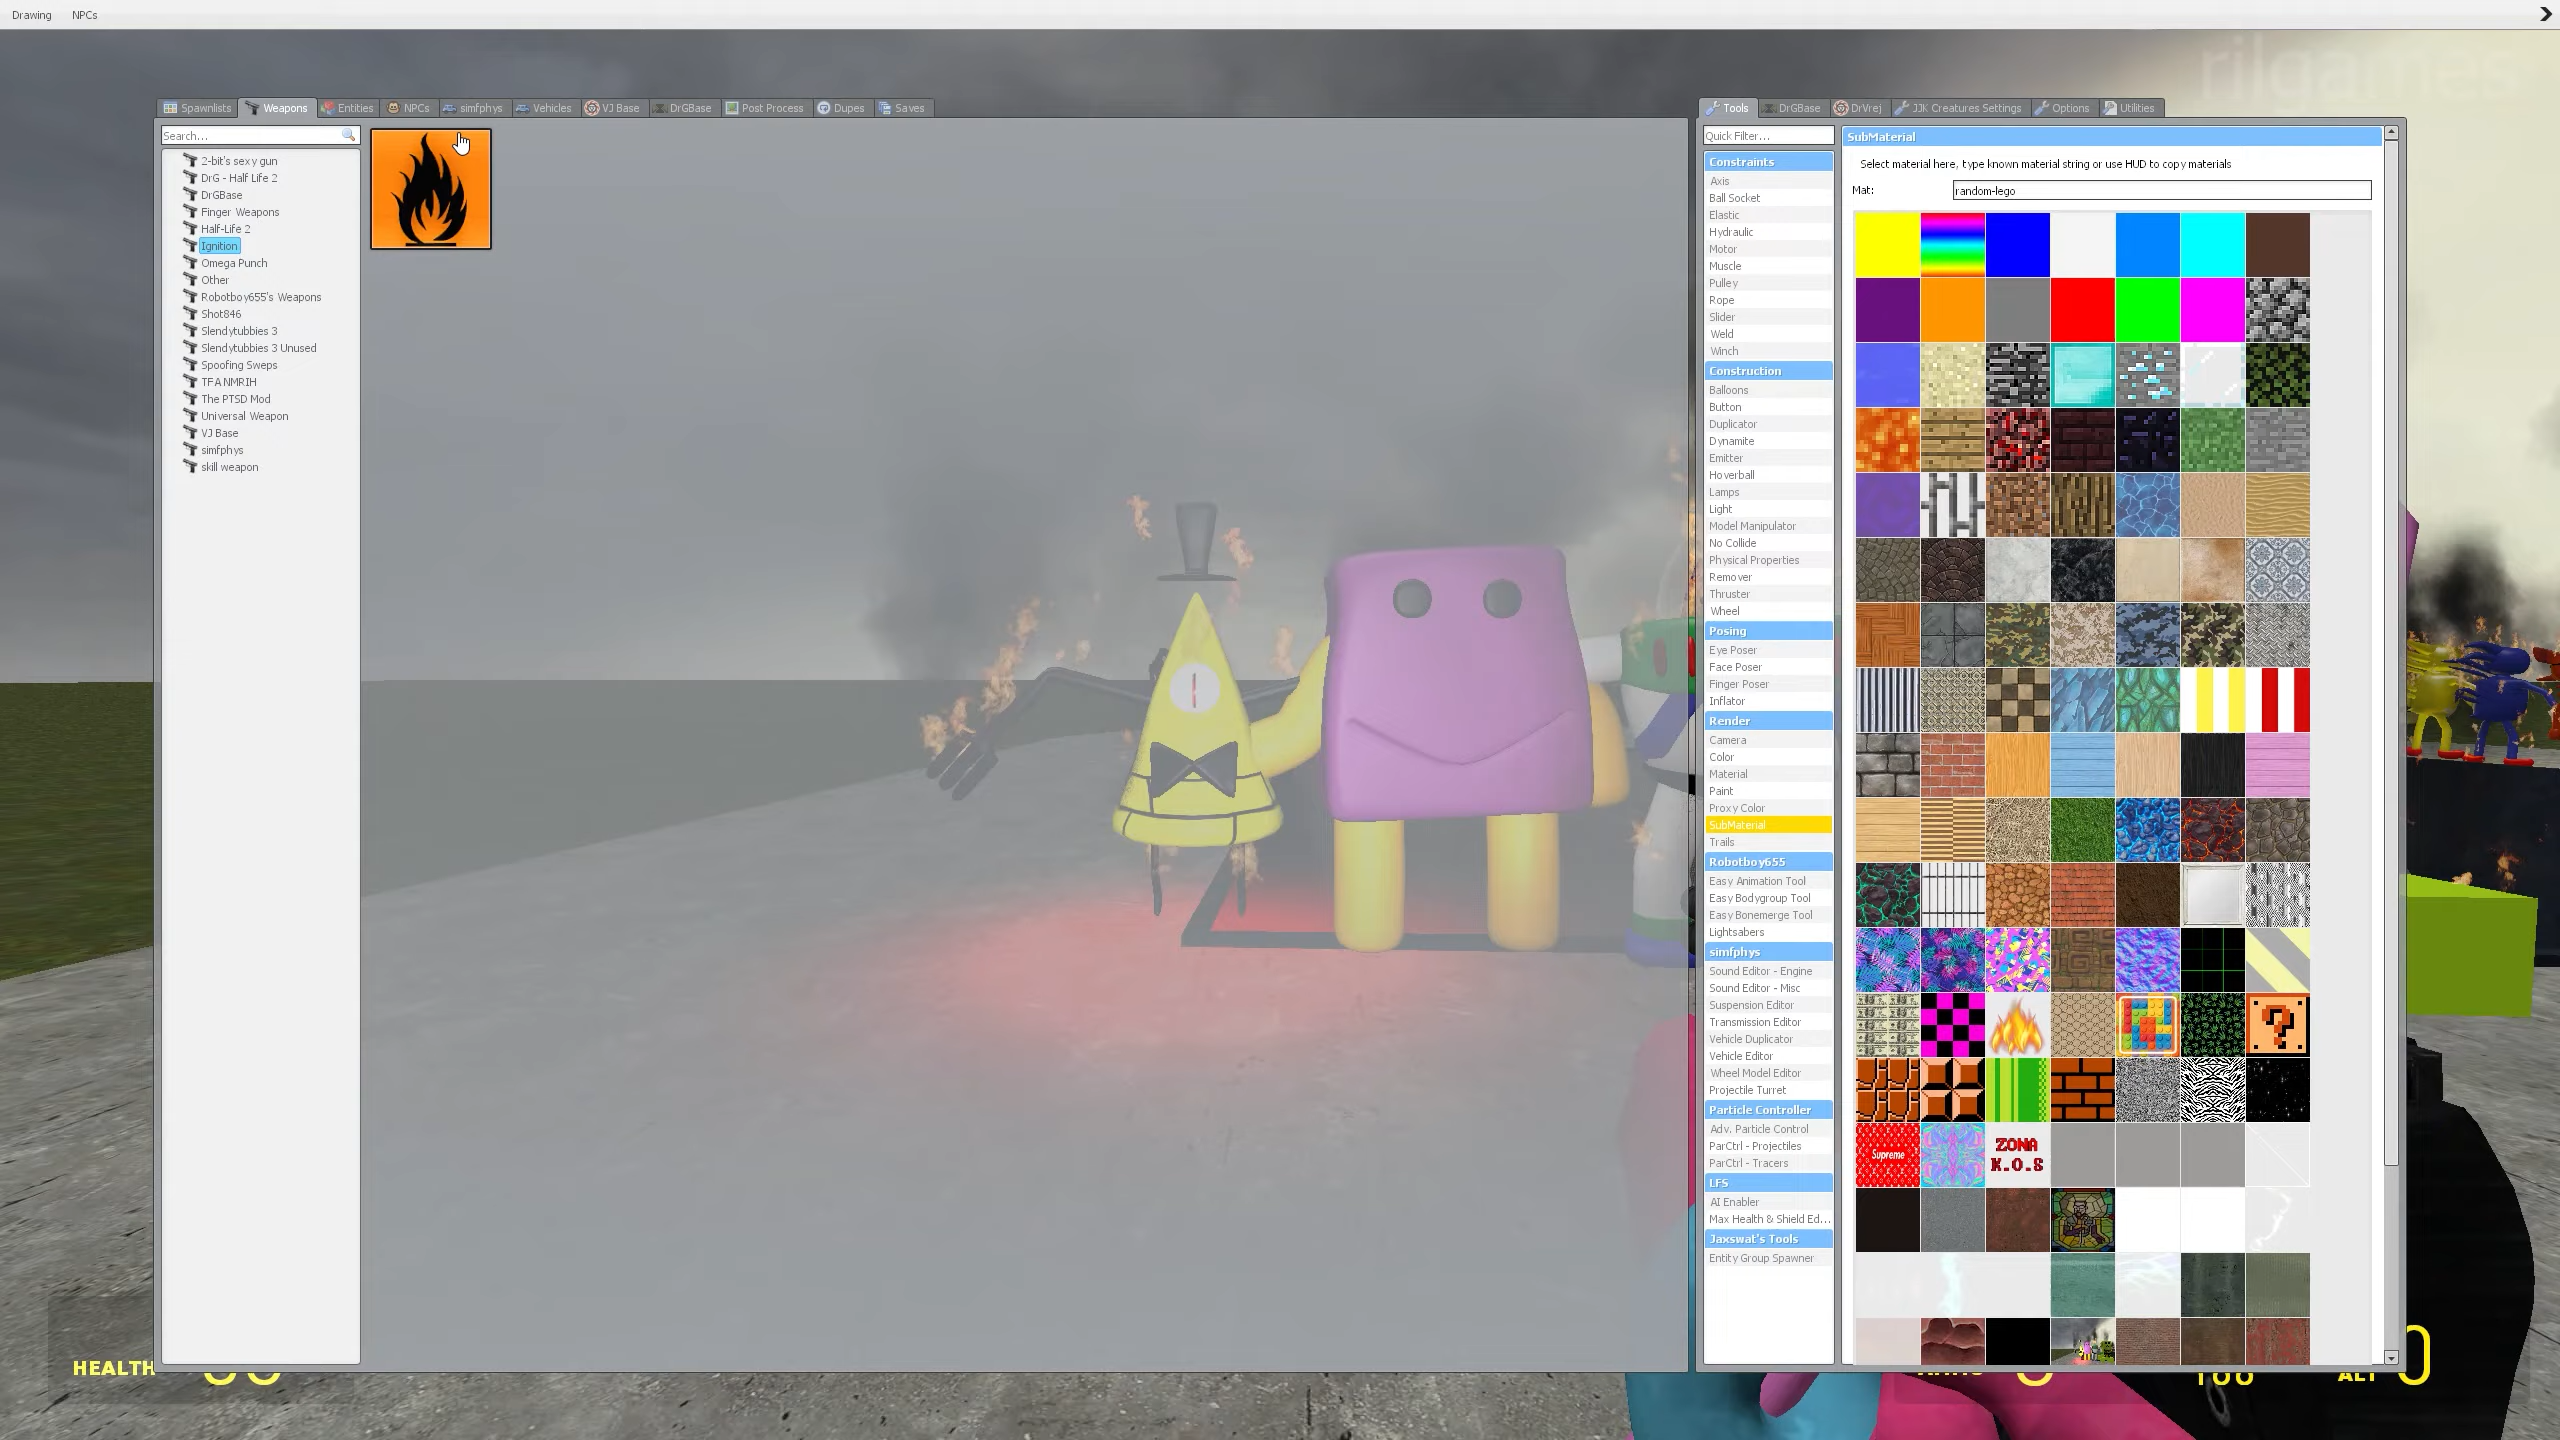 Drawing NPCs
rilgames
Spawnlists Weapons Entities NPCs simfphys Vehicles VJ Base DrGBase Post Process Dupes Saves
Search...
2-bit's sexy gun
DrG - Half Life 2
DrGBase
Finger Weapons
Half-Life 2
Ignition
Omega Punch
Other
Robotboy655's Weapons
Shot846
Slendytubbies 3
Slendytubbies 3 Unused
Spoofing Sweps
TFA NMRIH
The PTSD Mod
Universal Weapon
VJ Base
simfphys
skill weapon
Tools DrGBase DrVrej JJK Creatures Settings Options Utilities
Quick Filter...
Constraints
Axis
Ball Socket
Elastic
Hydraulic
Motor
Muscle
Pulley
Rope
Slider
Weld
Winch
Construction
Balloons
Button
Duplicator
Dynamite
Emitter
Hoverball
Lamps
Light
Model Manipulator
No Collide
Physical Properties
Remover
Thruster
Wheel
Posing
Eye Poser
Face Poser
Finger Poser
Inflator
Render
Camera
Color
Material
Paint
Proxy Color
SubMaterial
Trails
Robotboy655
Easy Animation Tool
Easy Bodygroup Tool
Easy Bonemerge Tool
Lightsabers
simfphys
Sound Editor - Engine
Sound Editor - Misc
Suspension Editor
Transmission Editor
Vehicle Duplicator
Vehicle Editor
Wheel Model Editor
Projectile Turret
Particle Controller
Adv. Particle Control
ParCtrl - Projectiles
ParCtrl - Tracers
LFS
AI Enabler
Max Health & Shield Ed...
Jaxswat's Tools
Entity Group Spawner
SubMaterial
Select material here, type known material string or use HUD to copy materials
Mat: random-lego
?
Supreme
ZONA
K.O.S
HEALTH
ALT 0